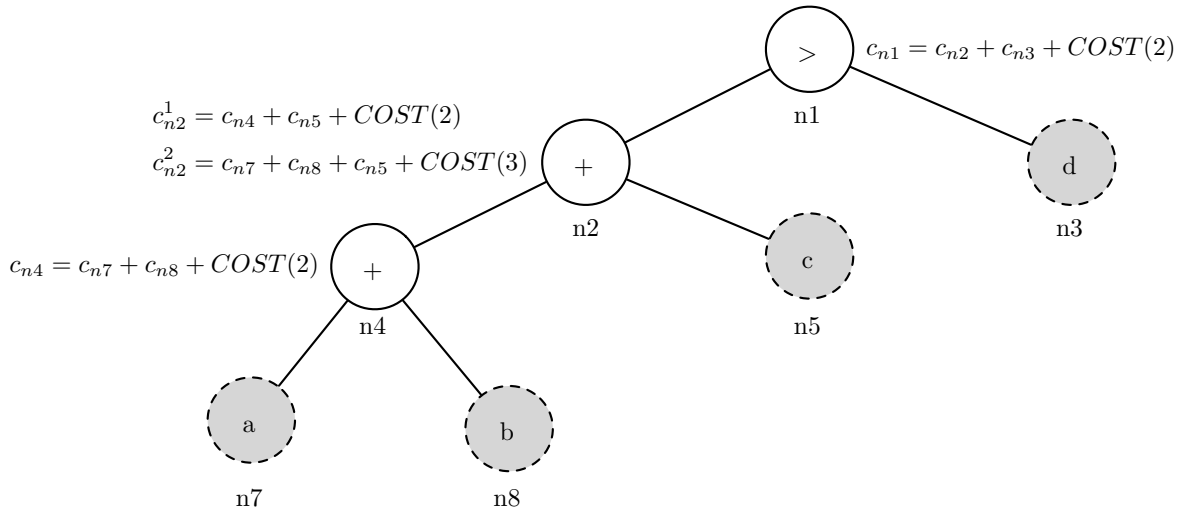 >
c_{n1} = c_{n2} + c_{n3} + COST(2)
n1
c^1_{n2} = c_{n4} + c_{n5} + COST(2)
c^2_{n2} = c_{n7} + c_{n8} + c_{n5} + COST(3)
+
d
n2
n3
c_{n4} = c_{n7} + c_{n8} + COST(2)
+
c
n4
n5
a
b
n7
n8